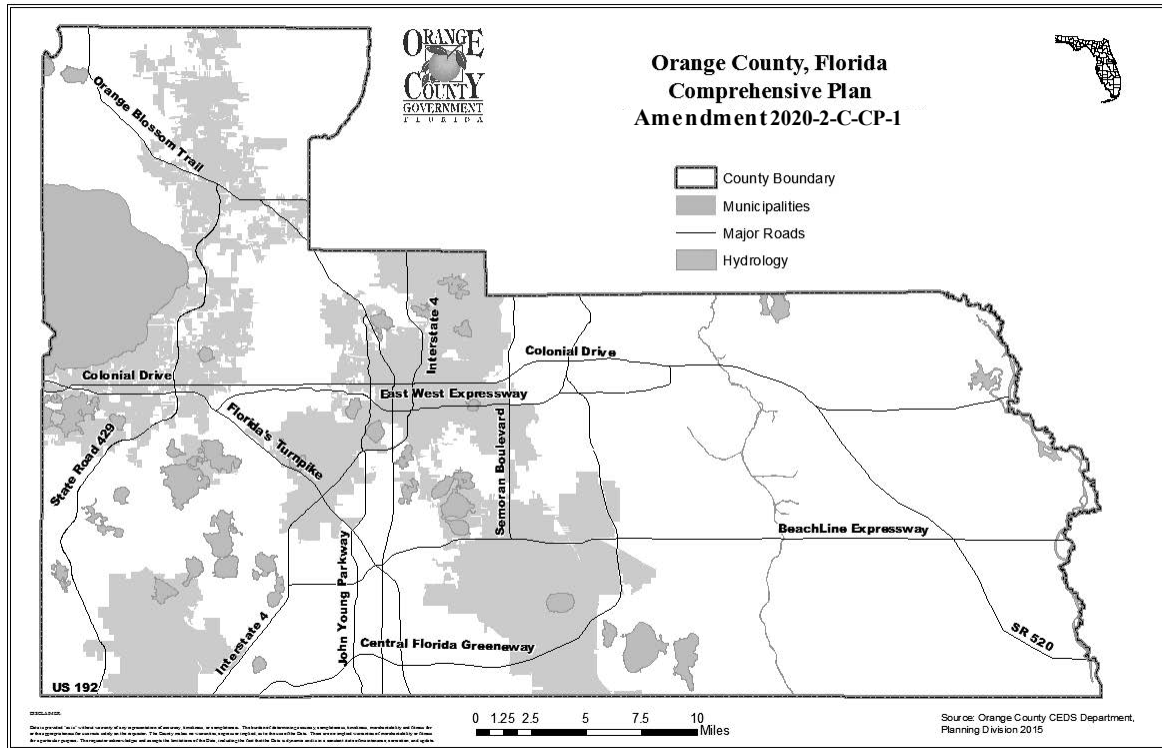 ORANGE
COUNTY
GOVERNMENT
FLORIDA
Orange County, Florida
Comprehensive Plan
Amendment 2020-2-C-CP-1
County Boundary
Municipalities
Major Roads
Hydrology
Orange Blossom Trail
Interstate 4
Colonial Drive
Colonial Drive
East West Expressway
Florida's Turnpike
State Road 429
Semoran Boulevard
BeachLine Expressway
John Young Parkway
Interstate 4
Central Florida Greeneway
SR 520
US 192
DISCLAIMER:
0 1.25 2.5 5 7.5 10
Miles
Source: Orange County CEDS Department,
Planning Division 2015